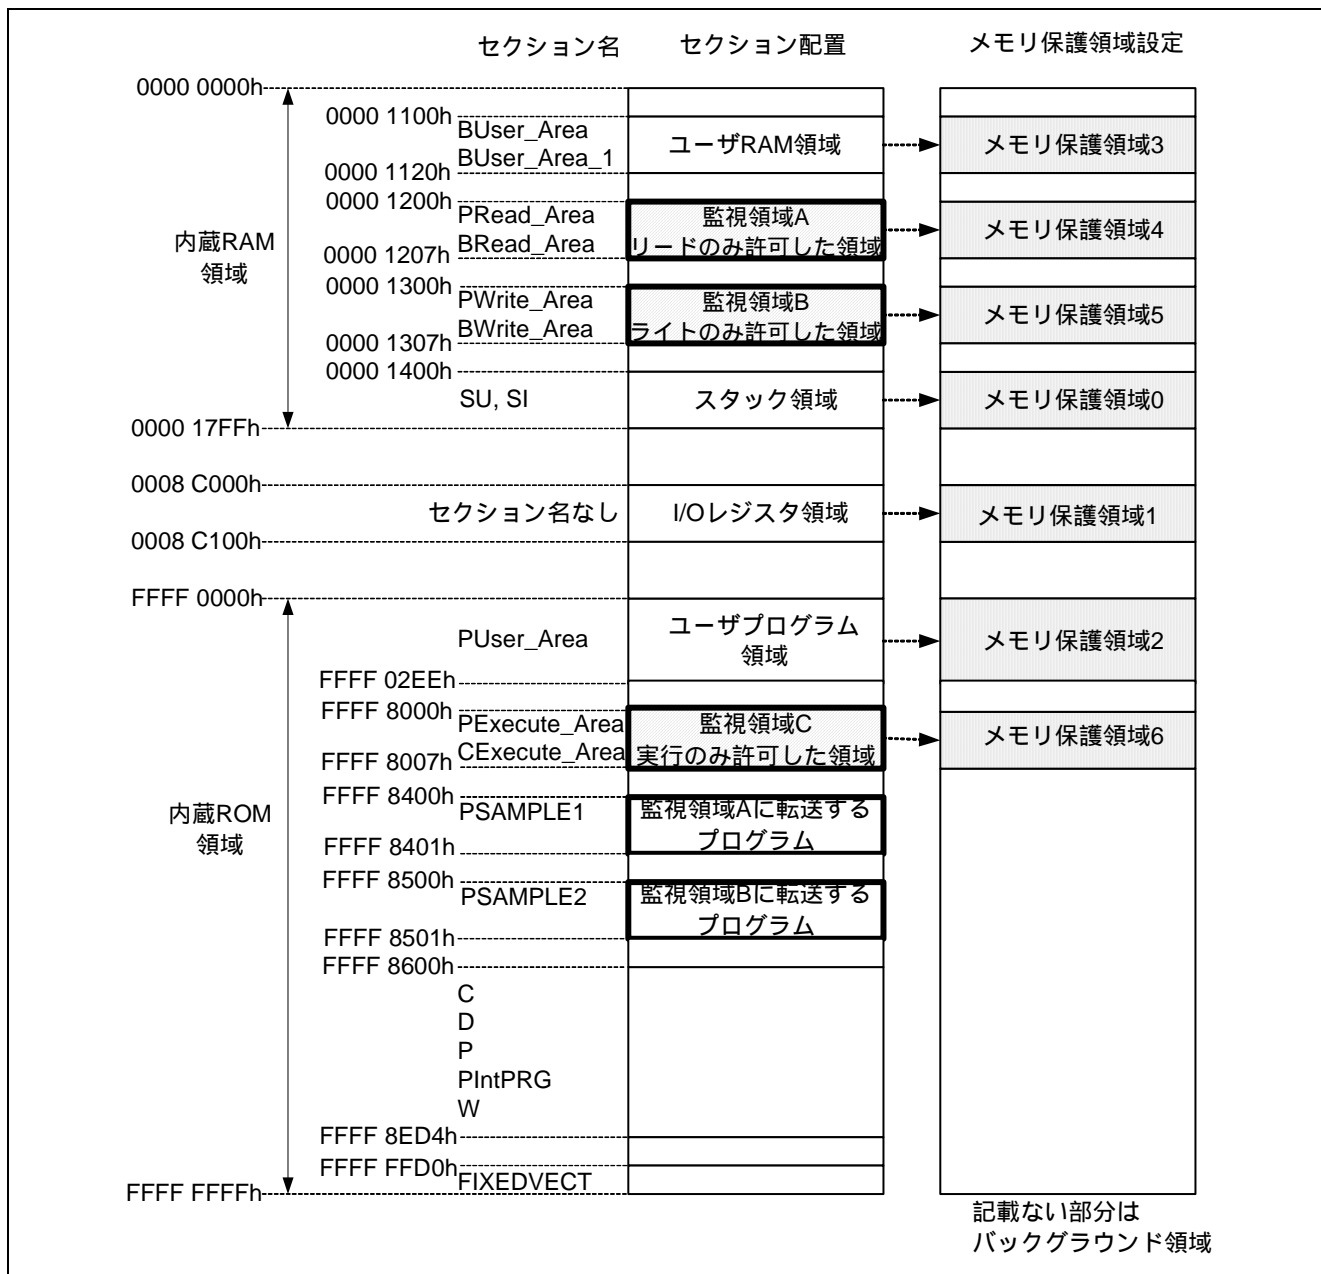 セクション名 セクション配置 メモリ保護領域設定
0000 0000h
0000 1100h
BUser_Area
BUser_Area_1
ユーザRAM領域
メモリ保護領域3
0000 1120h
0000 1200h
PRead_Area
BRead_Area
監視領域A
リードのみ許可した領域
メモリ保護領域4
0000 1207h
内蔵RAM
領域
0000 1300h
PWrite_Area
BWrite_Area
監視領域B
ライトのみ許可した領域
メモリ保護領域5
0000 1307h
0000 1400h
SU, SI
スタック領域
メモリ保護領域0
0000 17FFh
0008 C000h
セクション名なし
I/Oレジスタ領域
メモリ保護領域1
0008 C100h
FFFF 0000h
PUser_Area
ユーザプログラム
領域
メモリ保護領域2
FFFF 02EEh
FFFF 8000h
PExecute_Area
CExecute_Area
監視領域C
実行のみ許可した領域
メモリ保護領域6
FFFF 8007h
内蔵ROM
領域
FFFF 8400h
PSAMPLE1
監視領域Aに転送する
プログラム
FFFF 8401h
FFFF 8500h
PSAMPLE2
監視領域Bに転送する
プログラム
FFFF 8501h
FFFF 8600h
C
D
P
PIntPRG
W
FFFF 8ED4h
FFFF FFD0h
FIXEDVECT
FFFF FFFFh
記載ない部分は
バックグラウンド領域